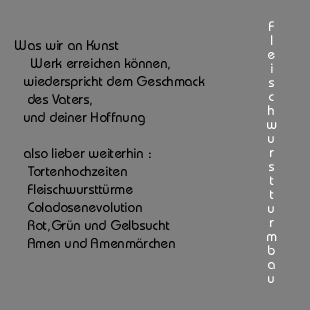 Was wir an Kunst
Werk erreichen können,
wiederspricht dem Geschmack
des Vaters,
und deiner Hoffnung
also lieber weiterhin :
Tortenhochzeiten
Fleischwursttürme
Coladosenevolution
Rot,Grün und Gelbsucht
Amen und Amenmärchen
Fleischwurstturmbau